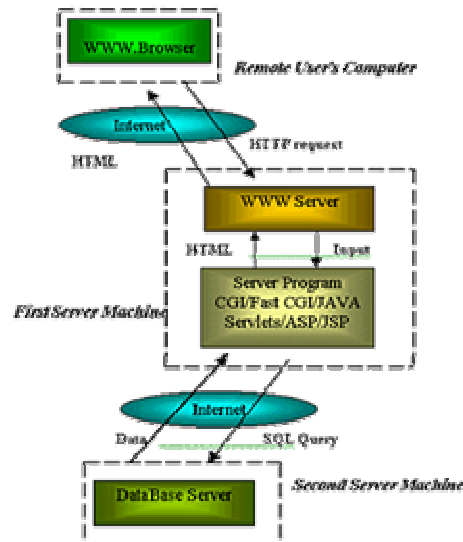 WWW.Browser
Remote User's Computer
Internet
HTML
HTTP request
WWW Server
HTML
Input
Server Program
CGI/Fast CGI/JAVA
Servlets/ASP/JSP
First Server Machine
Internet
Data
SQL Query
DataBase Server
Second Server Machine